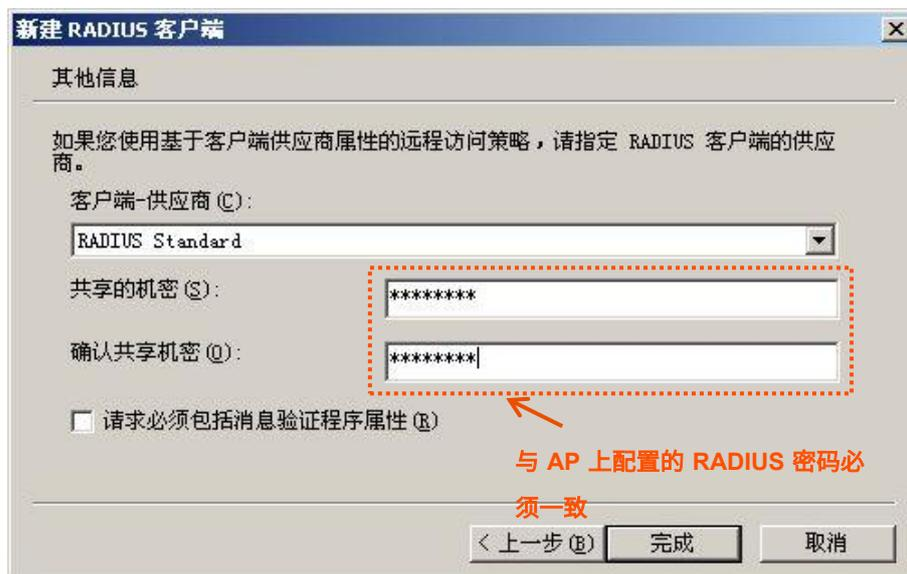 新建 RADIUS 客户端
其他信息
如果您使用基于客户端供应商属性的远程访问策略，请指定 RADIUS 客户端的供应
商。
客户端-供应商(C):
RADIUS Standard
共享的机密(S):
********
确认共享机密(O):
********
请求必须包括消息验证程序属性(R)
与 AP 上配置的 RADIUS 密码必
须一致
< 上一步(B)
完成
取消